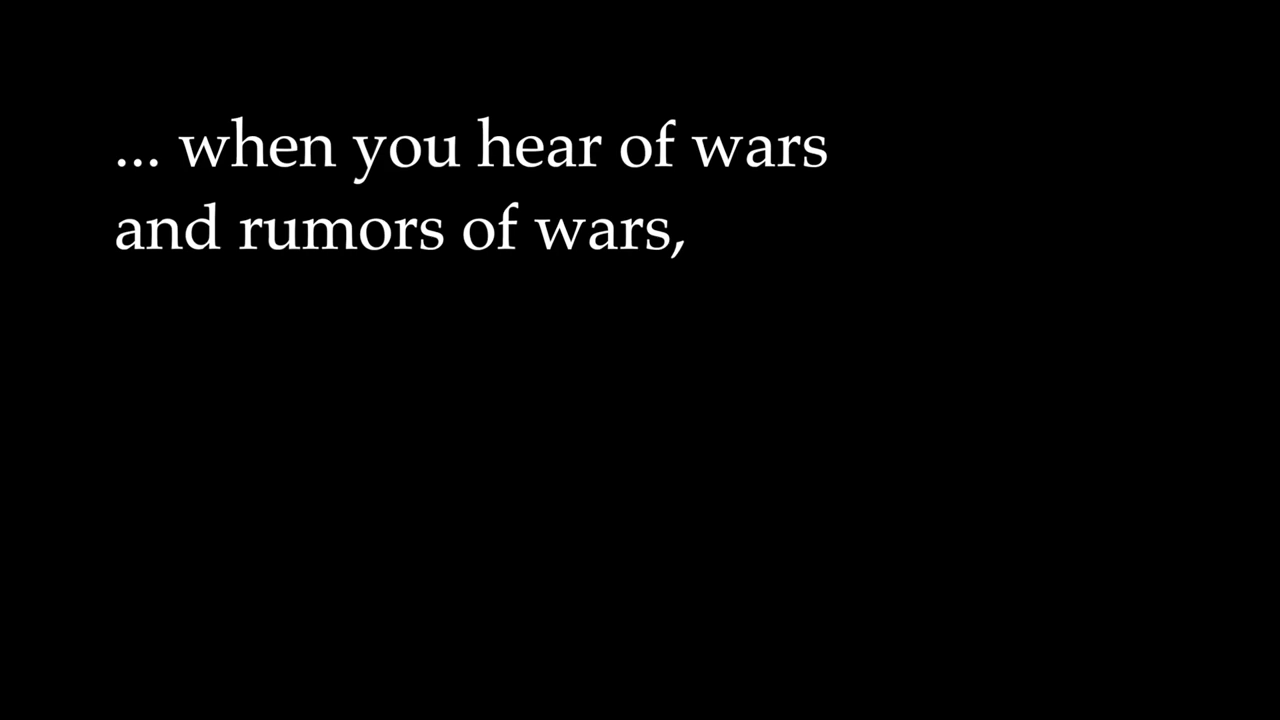 ... when you hear of wars
and rumors of wars,